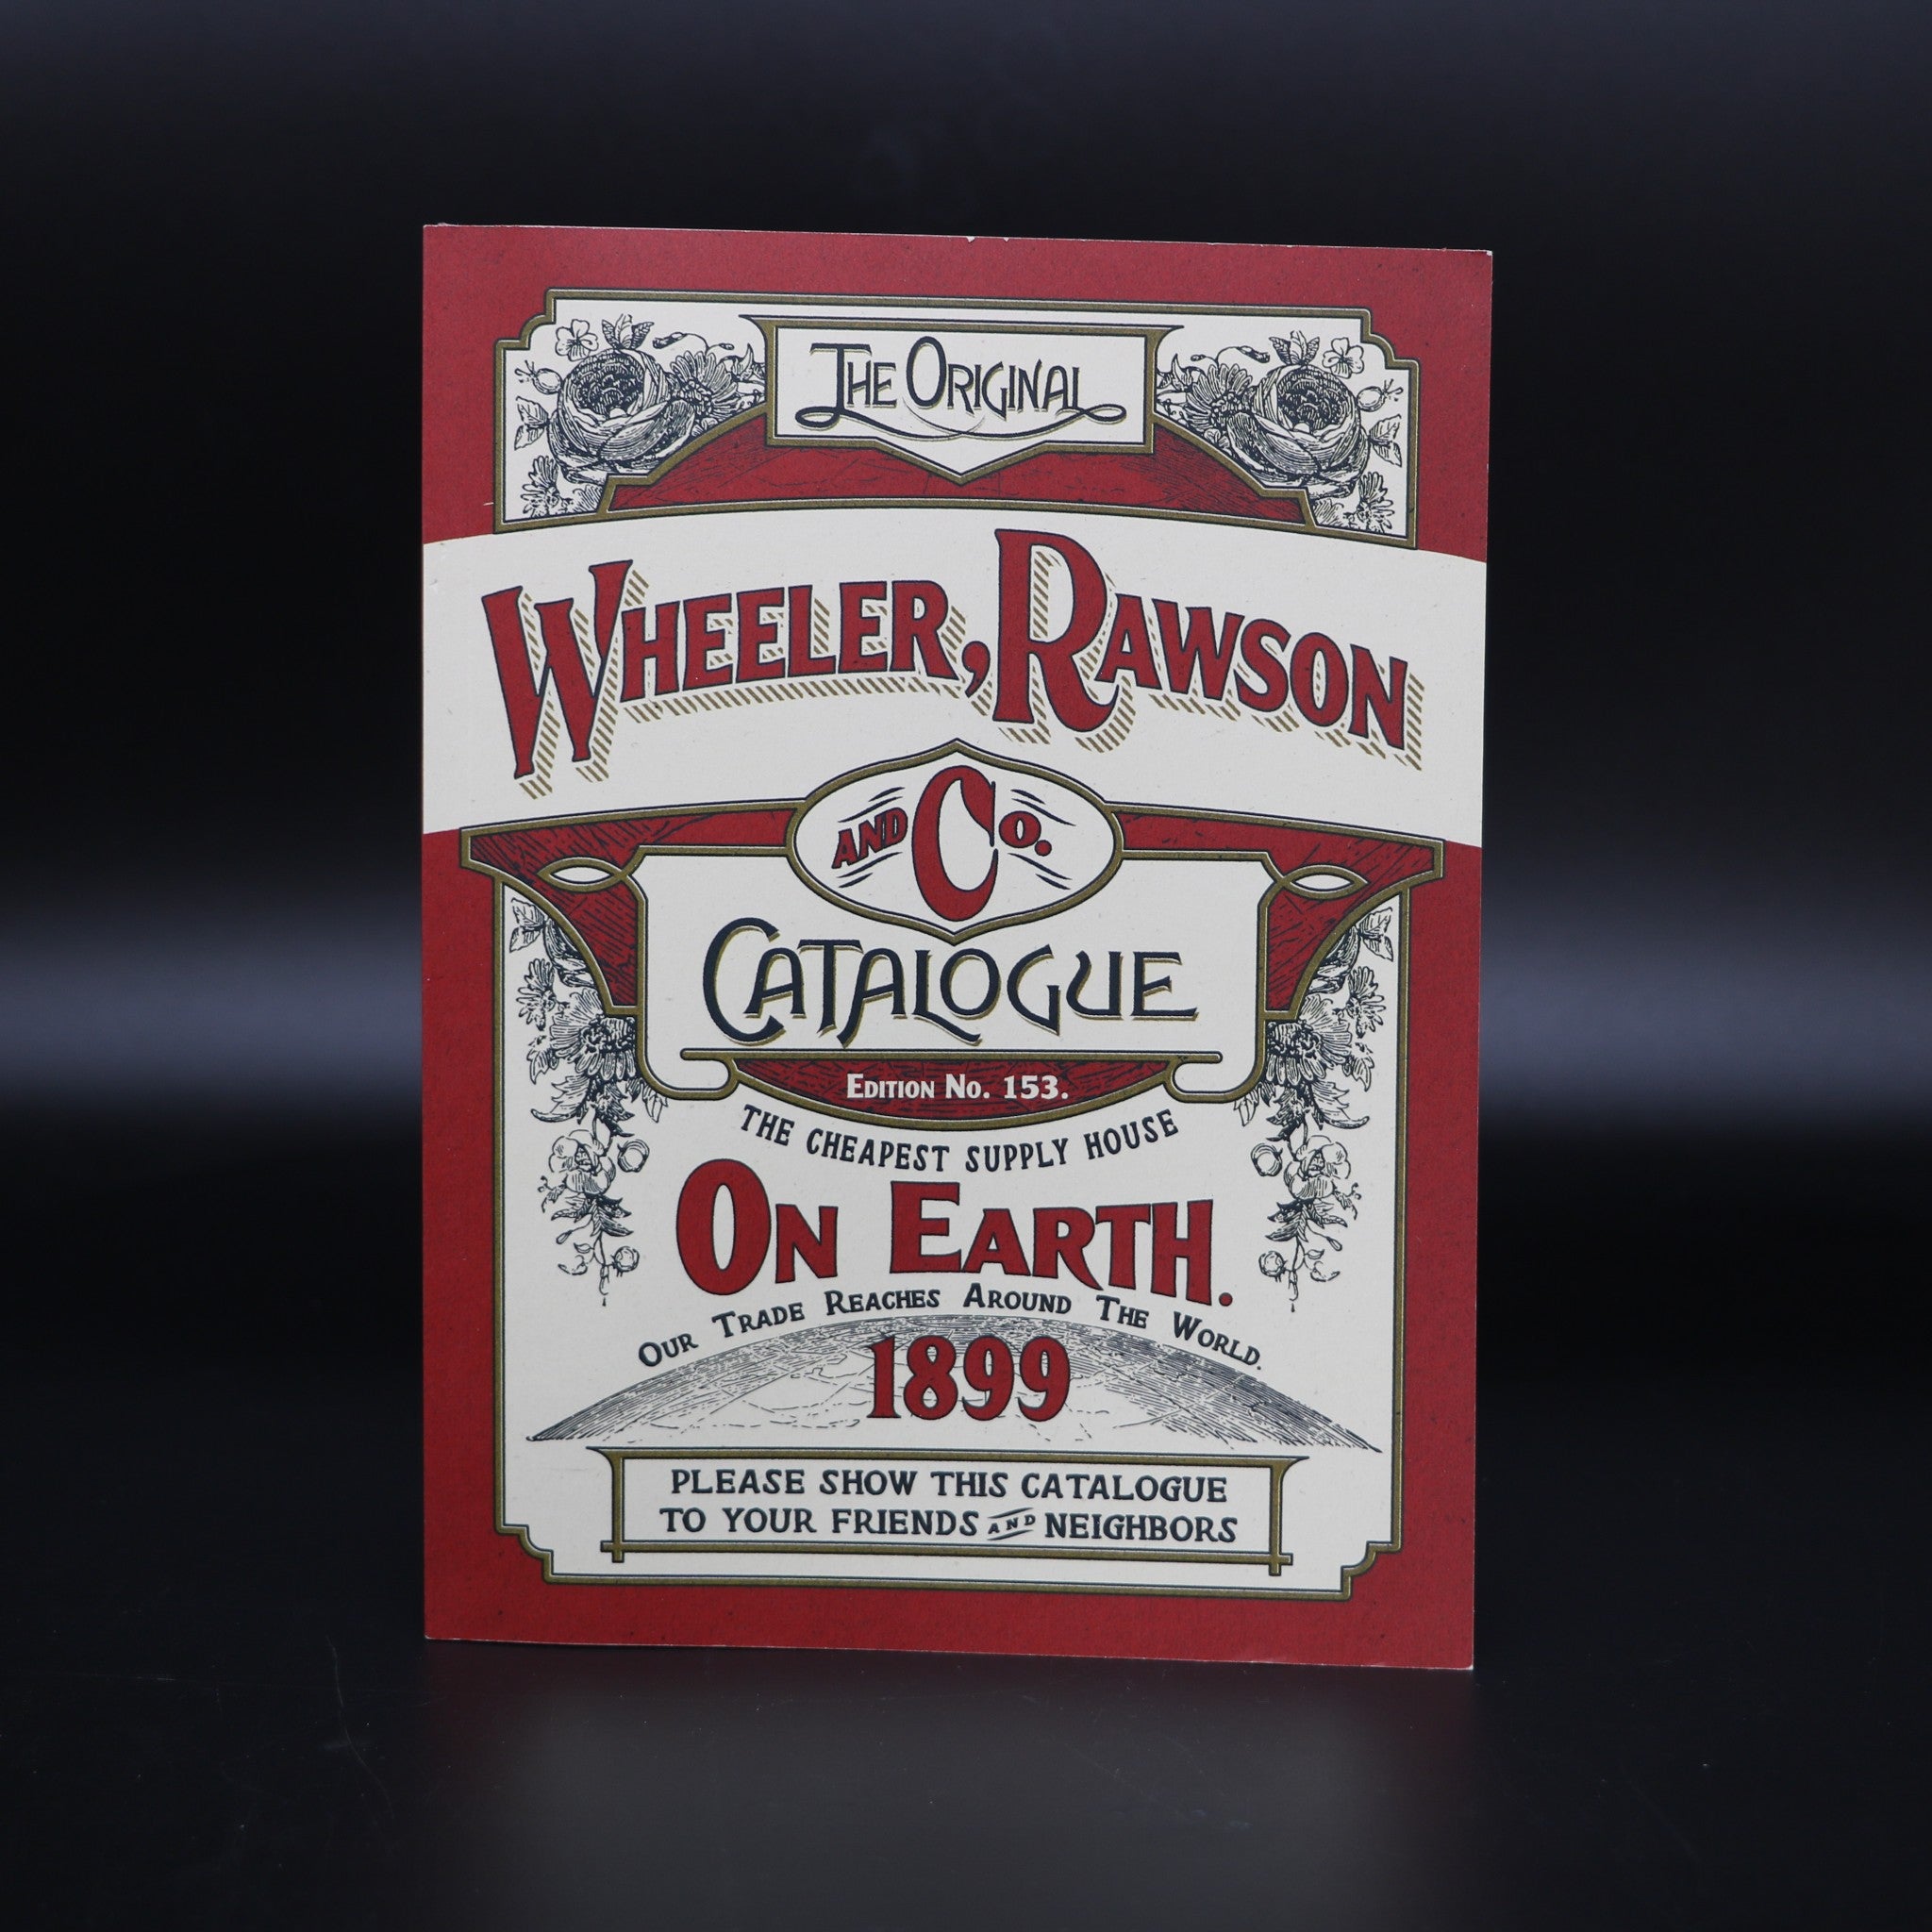 THE ORIGINAL
WHEELER, RAWSON
AND CO.
CATALOGUE
EDITION NO. 153.
THE CHEAPEST SUPPLY HOUSE
ON EARTH.
OUR TRADE REACHES AROUND THE WORLD.
1899
PLEASE SHOW THIS CATALOGUE
TO YOUR FRIENDS AND NEIGHBORS